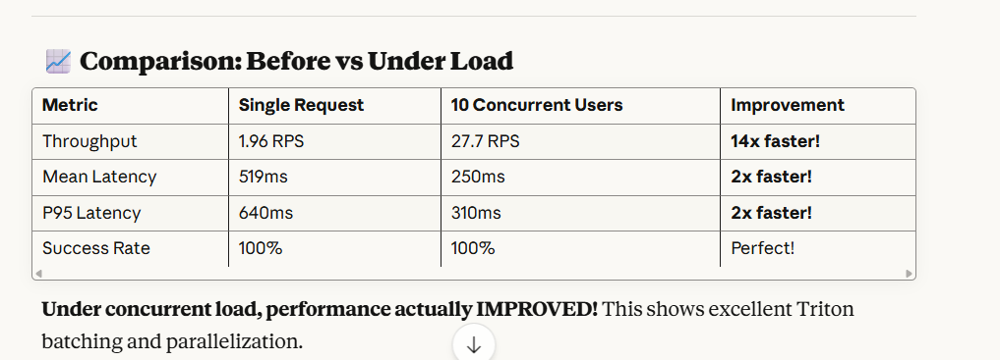 📈 Comparison: Before vs Under Load
Metric Single Request 10 Concurrent Users Improvement
Throughput 1.96 RPS 27.7 RPS 14x faster!
Mean Latency 519ms 250ms 2x faster!
P95 Latency 640ms 310ms 2x faster!
Success Rate 100% 100% Perfect!
Under concurrent load, performance actually IMPROVED! This shows excellent Triton
batching and parallelization.